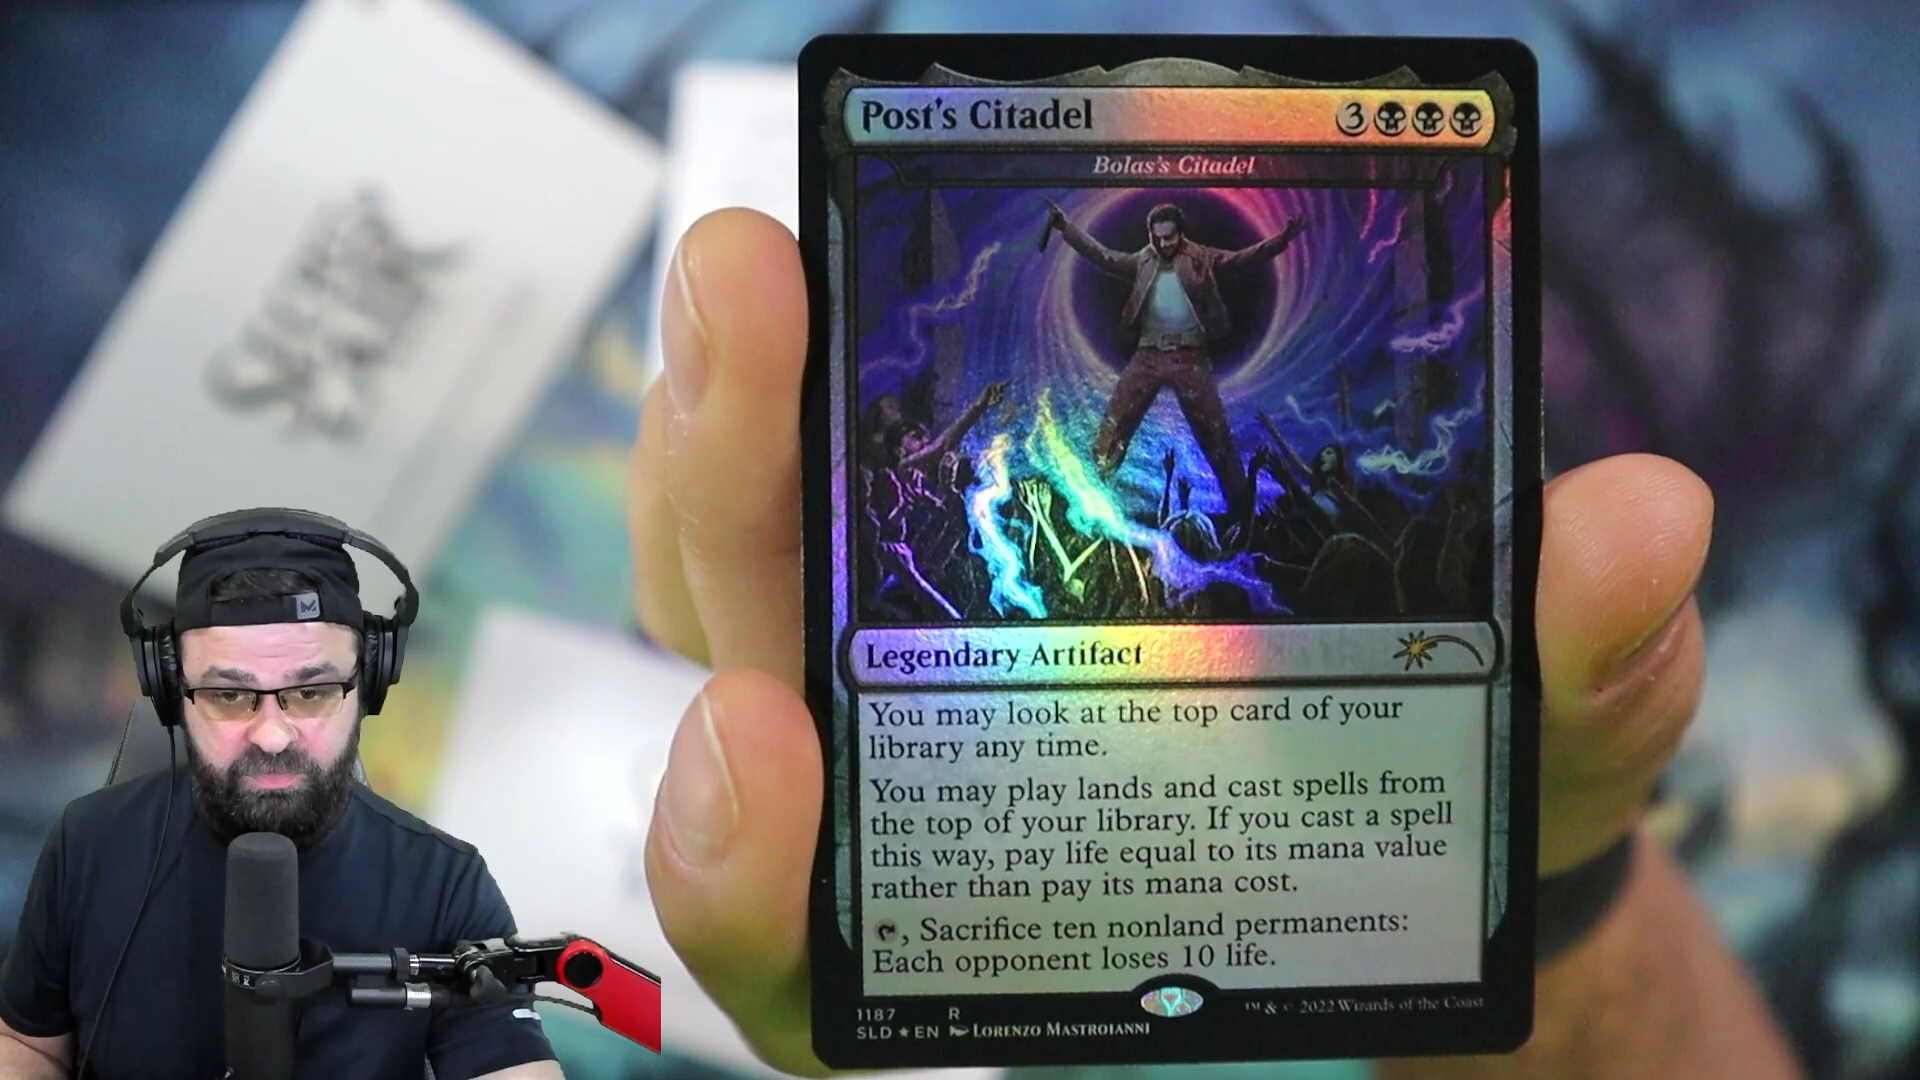 SECRET
LAIR
Post's Citadel
3
Bolas's Citadel
Legendary Artifact
You may look at the top card of your
library any time.
You may play lands and cast spells from
the top of your library. If you cast a spell
this way, pay life equal to its mana value
rather than pay its mana cost.
, Sacrifice ten nonland permanents:
Each opponent loses 10 life.
1187 R
SLD ★ EN LORENZO MASTROIANNI
™ & © 2022 Wizards of the Coast